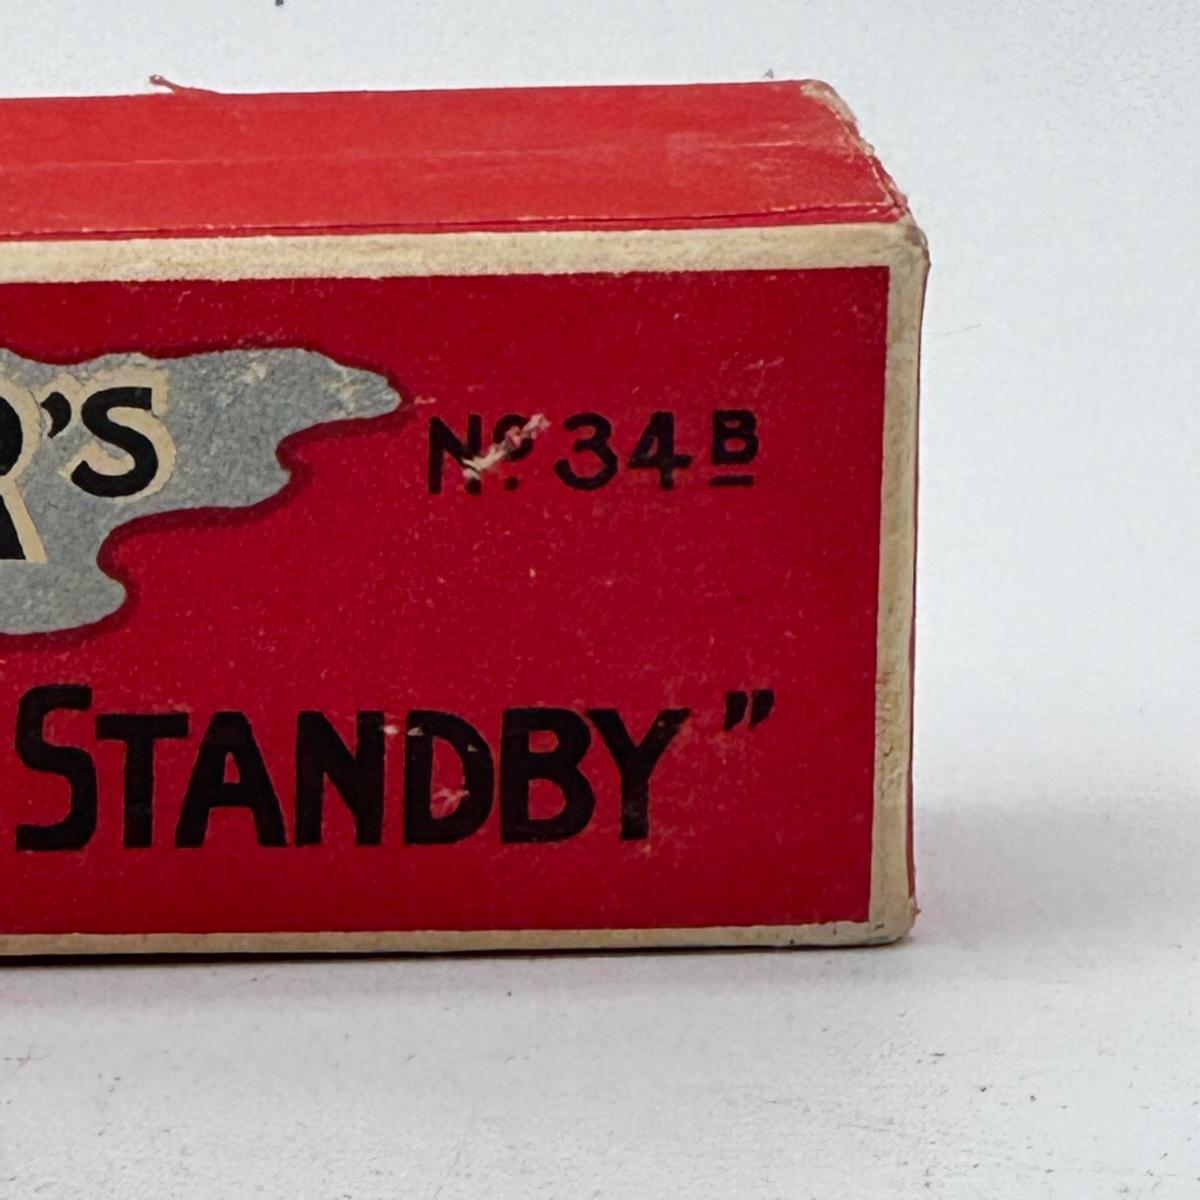 R'S
Nº. 34B
R
STANDBY"